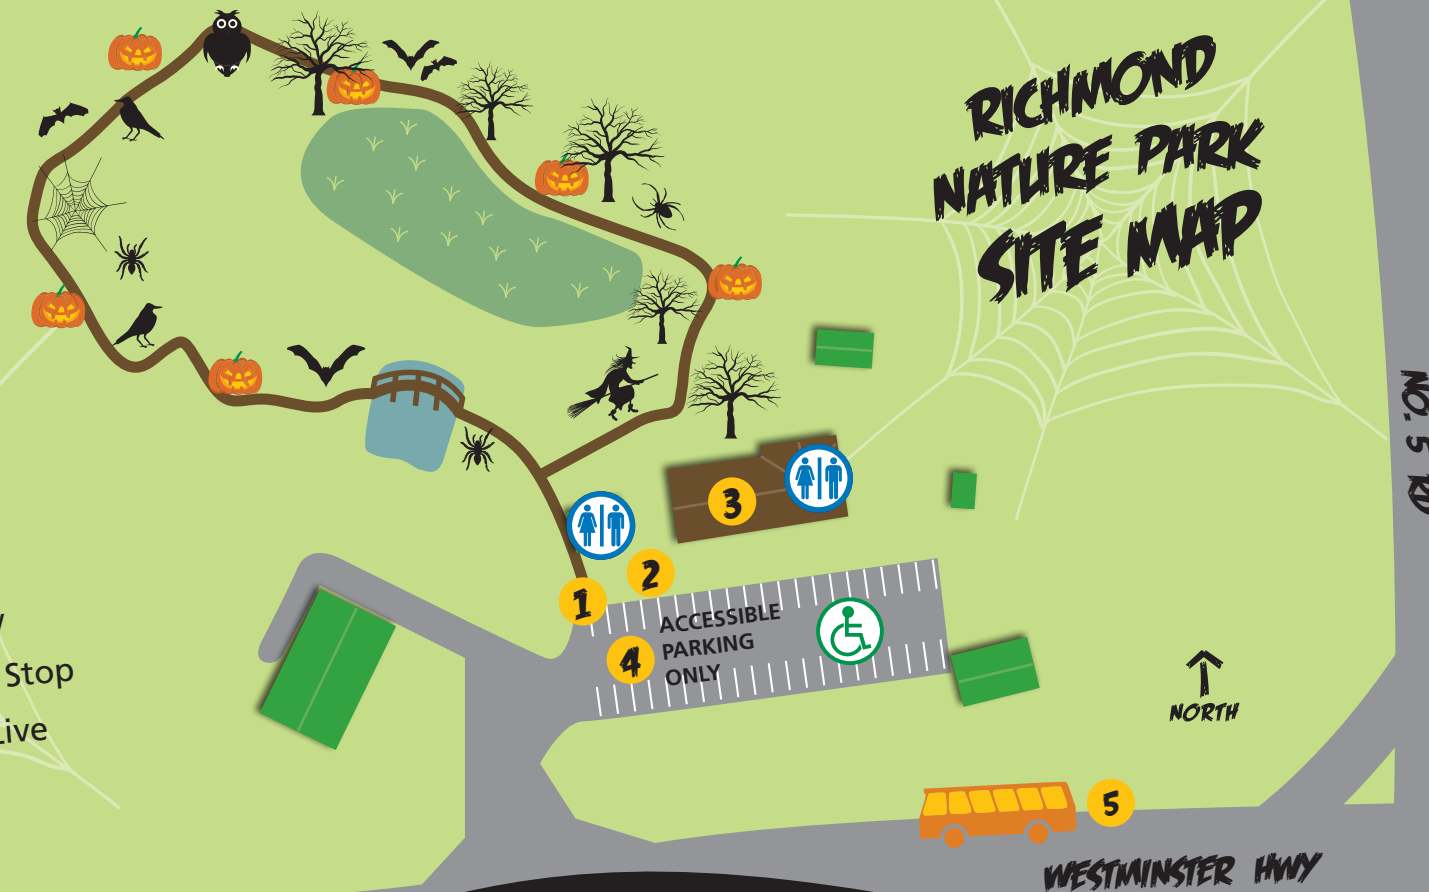 RICHMOND
NATURE PARK
SITE MAP
NO. 5 RD
3
2
1
ACCESSIBLE
PARKING
ONLY
4
Stop
Live
NORTH
5
WESTMINSTER HWY